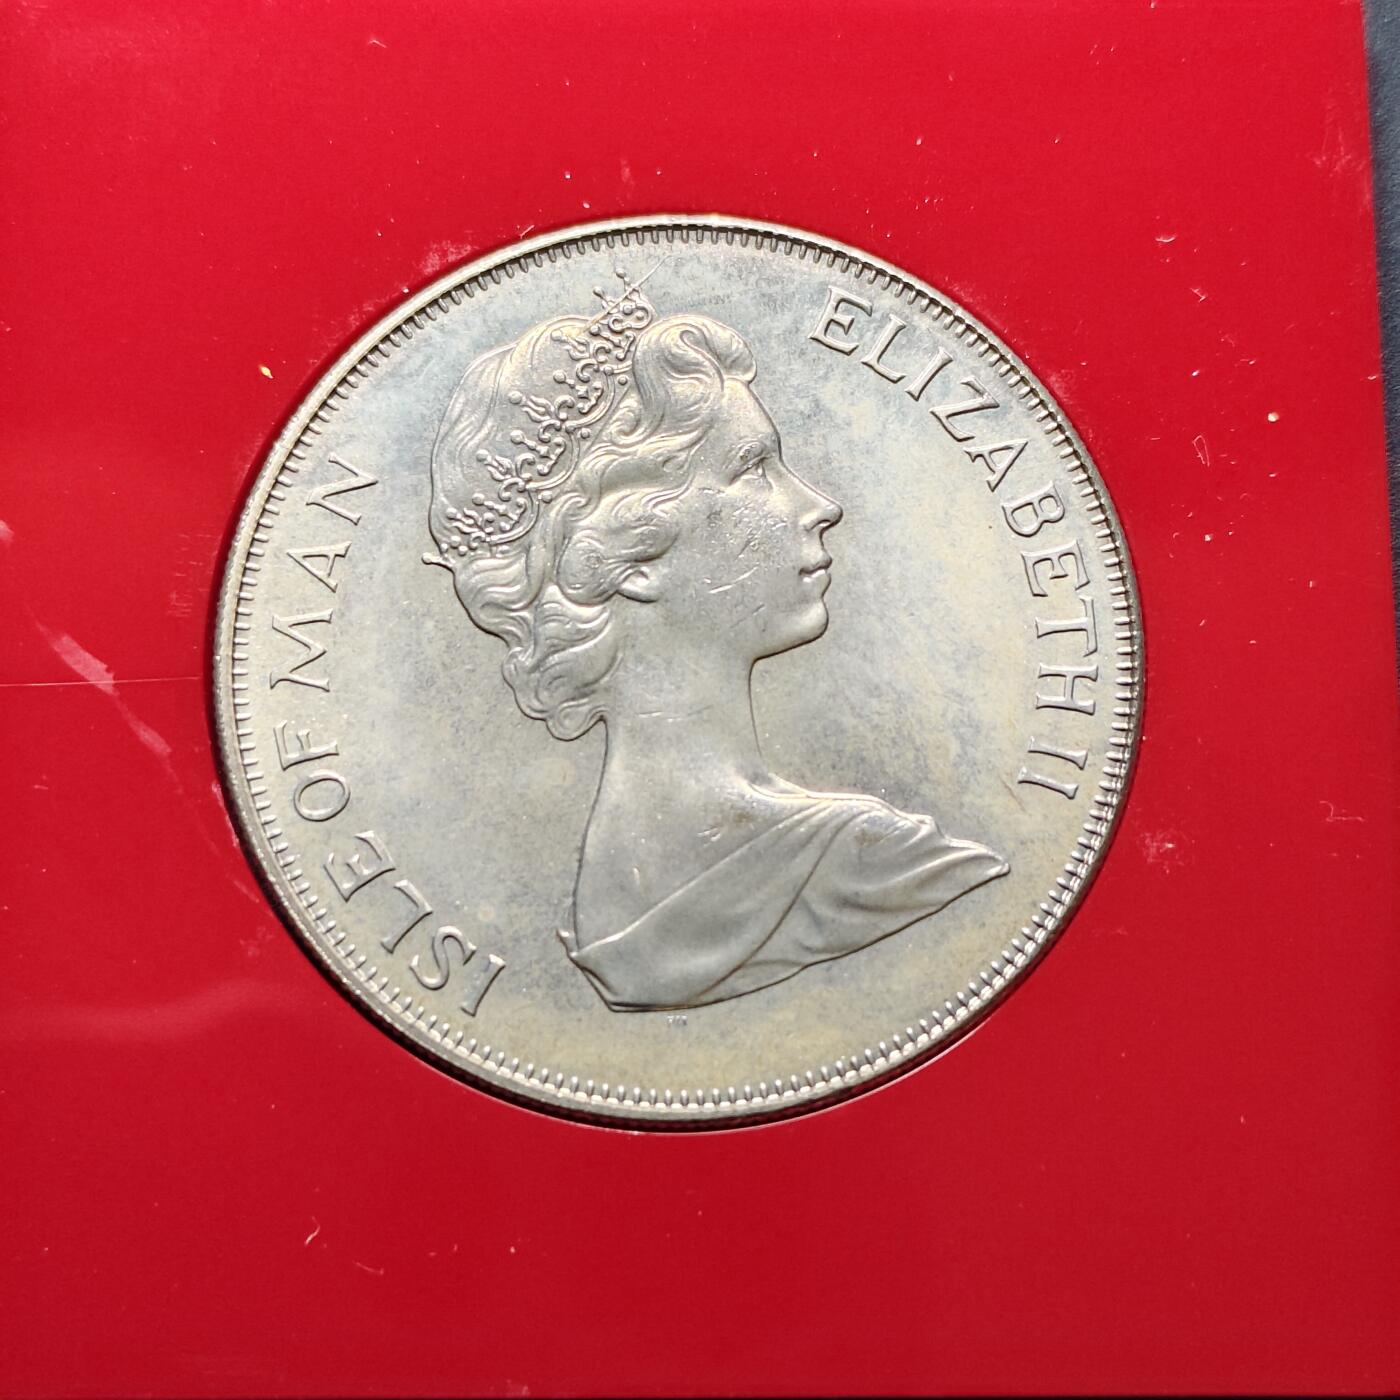 ISLE OF MAN
ELIZABETH II